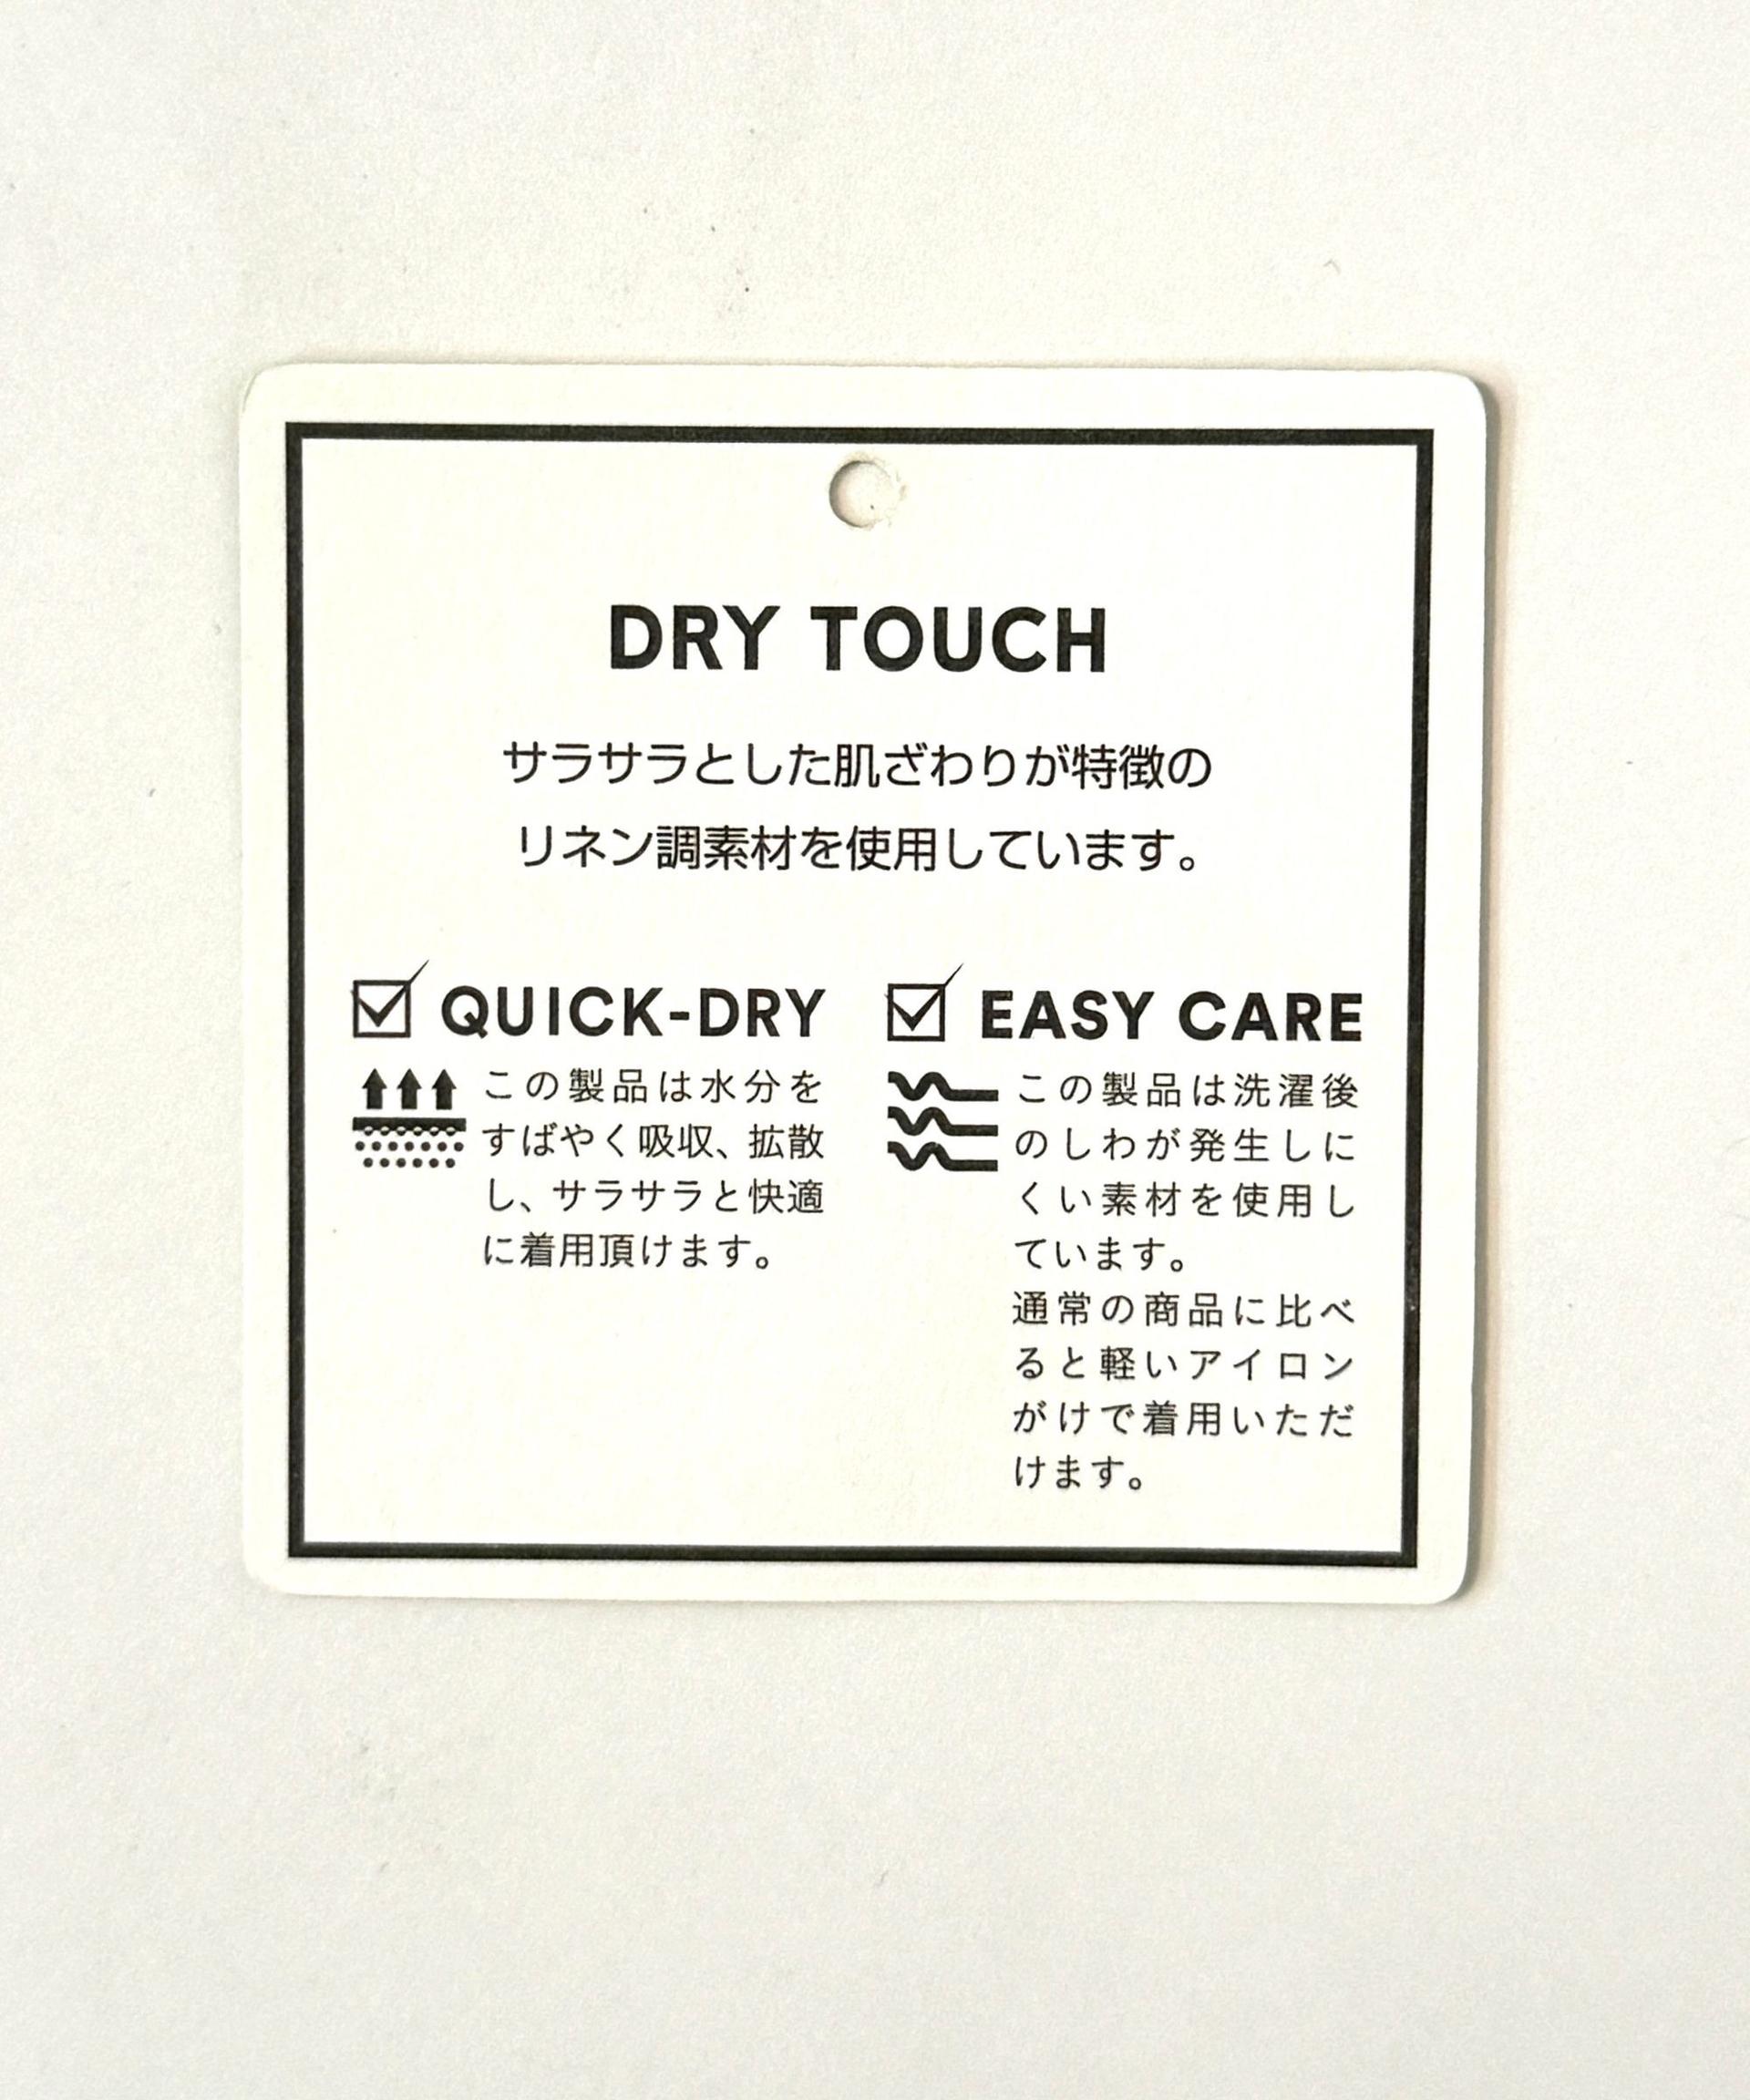 DRY TOUCH
サラサラとした肌ざわりが特徴の
リネン調素材を使用しています。
QUICK-DRY
この製品は水分を
すばやく吸収、拡散
し、サラサラと快適
に着用頂けます。
EASY CARE
この製品は洗濯後
のしわが発生しに
くい素材を使用し
ています。
通常の商品に比べ
ると軽いアイロン
がけで着用いただ
けます。